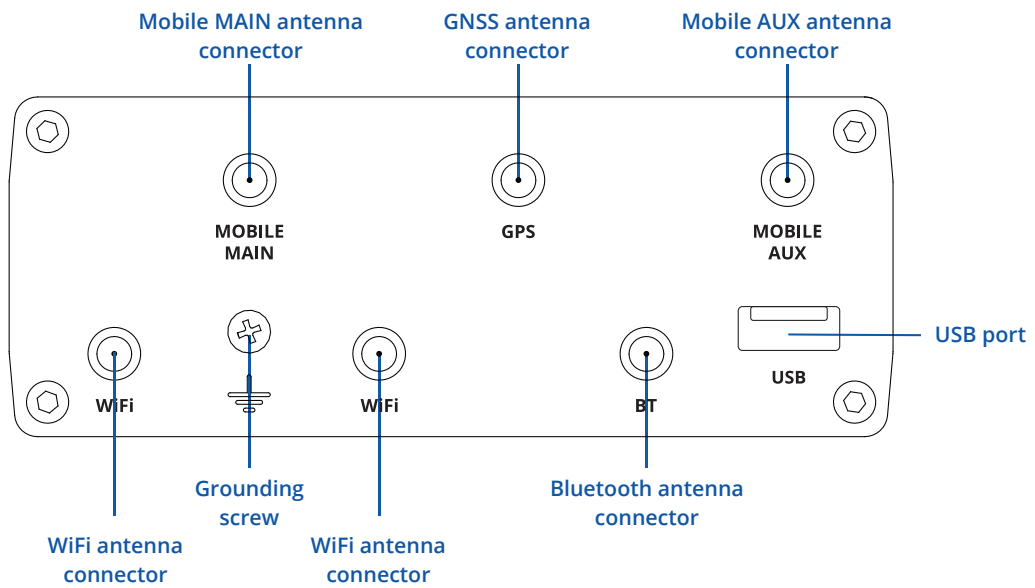 Mobile MAIN antenna
connector
GNSS antenna
connector
Mobile AUX antenna
connector
MOBILE
MAIN
GPS
MOBILE
AUX
USB port
USB
WiFi
WiFi
BT
Grounding
screw
Bluetooth antenna
connector
WiFi antenna
connector
WiFi antenna
connector